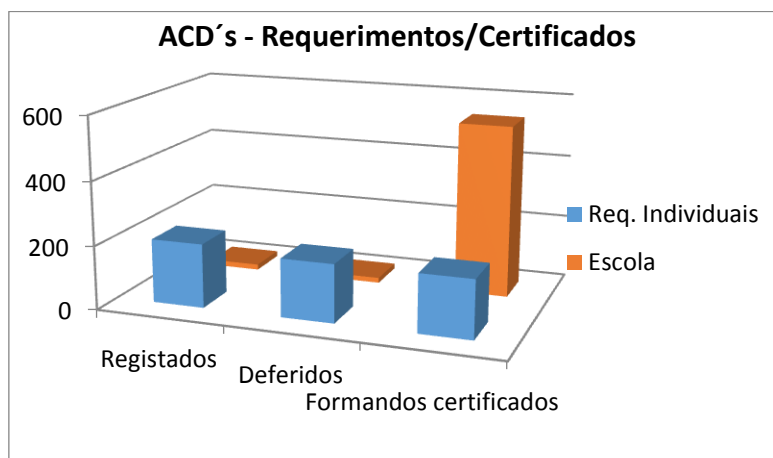 ACD´s - Requerimentos/Certificados
600
400
200
0
Registados
Deferidos
Formandos certificados
Req. Individuais
Escola